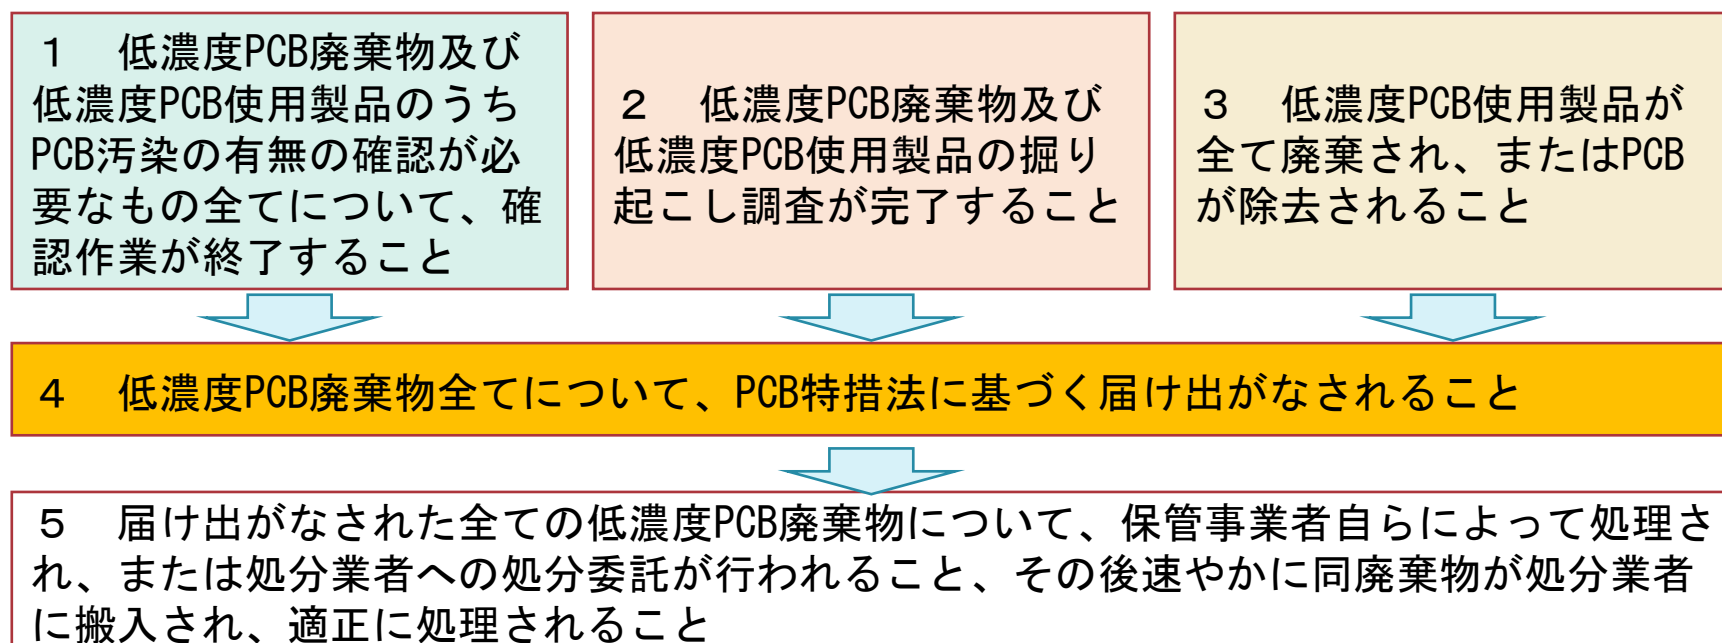 １　低濃度PCB廃棄物及び
低濃度PCB使用製品のうち
PCB汚染の有無の確認が必
要なもの全てについて、確
認作業が終了すること
２　低濃度PCB廃棄物及び
低濃度PCB使用製品の掘り
起こし調査が完了すること
３　低濃度PCB使用製品が
全て廃棄され、またはPCB
が除去されること
４　低濃度PCB廃棄物全てについて、PCB特措法に基づく届け出がなされること
５　届け出がなされた全ての低濃度PCB廃棄物について、保管事業者自らによって処理さ
れ、または処分業者への処分委託が行われること、その後速やかに同廃棄物が処分業者
に搬入され、適正に処理されること